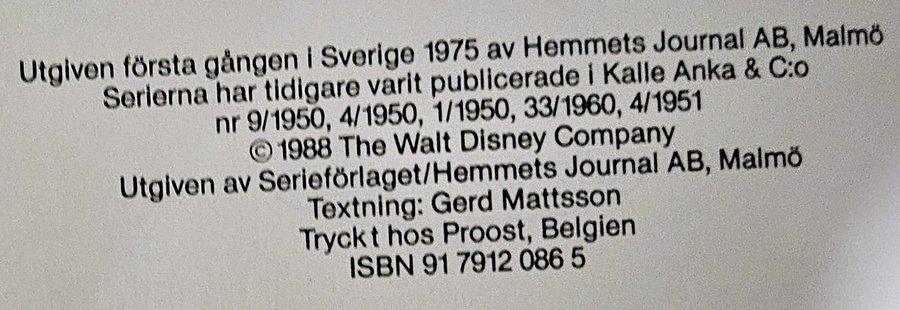 Utgiven första gången i Sverige 1975 av Hemmets Journal AB, Malmö
Serierna har tidigare varit publicerade i Kalle Anka & C:o
nr 9/1950, 4/1950, 1/1950, 33/1960, 4/1951
© 1988 The Walt Disney Company
Utgiven av Serieförlaget/Hemmets Journal AB, Malmö
Textning: Gerd Mattsson
Tryckt hos Proost, Belgien
ISBN 91 7912 086 5